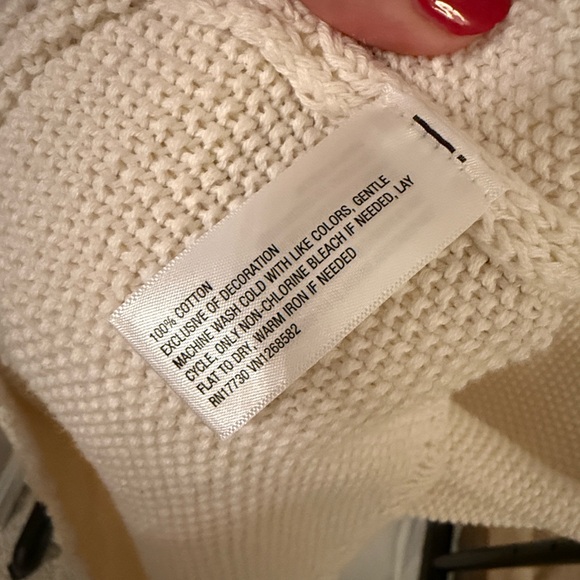 100% COTTON
EXCLUSIVE OF DECORATION
MACHINE WASH COLD WITH LIKE COLORS, GENTLE
CYCLE, ONLY NON-CHLORINE BLEACH IF NEEDED, LAY
FLAT TO DRY, WARM IRON IF NEEDED
RN17730 VN1268582